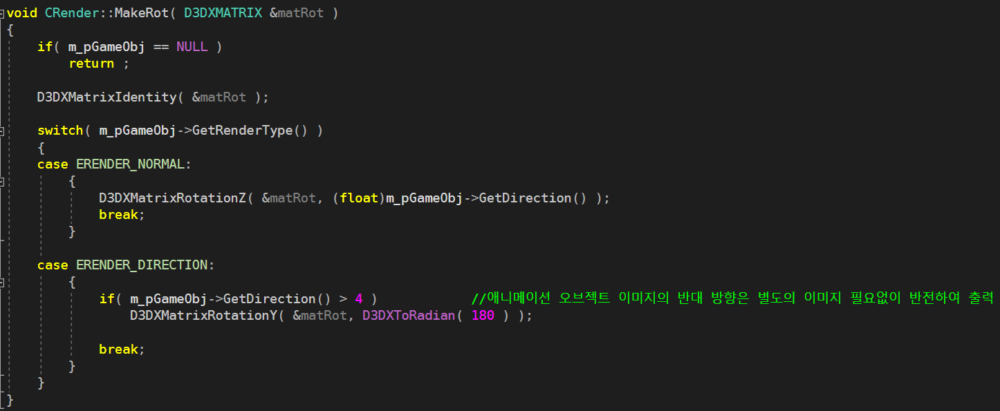 void CRender::MakeRot( D3DXMATRIX &matRot )
{
if( m_pGameObj == NULL )
return ;
D3DXMatrixIdentity( &matRot );
switch( m_pGameObj->GetRenderType() )
{
case ERENDER_NORMAL:
{
D3DXMatrixRotationZ( &matRot, (float)m_pGameObj->GetDirection() );
break;
}
case ERENDER_DIRECTION:
{
if( m_pGameObj->GetDirection() > 4 ) //애니메이션 오브젝트 이미지의 반대 방향은 별도의 이미지 필요없이 반전하여 출력
D3DXMatrixRotationY( &matRot, D3DXToRadian( 180 ) );
break;
}
}
}